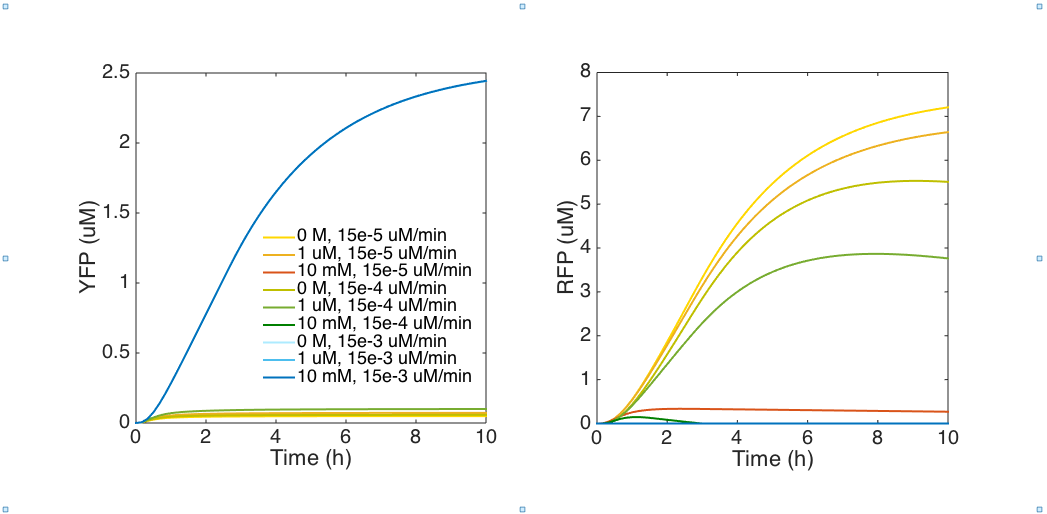 2.5
2
1.5
1
0.5
0
YFP (uM)
0 M, 15e-5 uM/min
1 uM, 15e-5 uM/min
10 mM, 15e-5 uM/min
0 M, 15e-4 uM/min
1 uM, 15e-4 uM/min
10 mM, 15e-4 uM/min
0 M, 15e-3 uM/min
1 uM, 15e-3 uM/min
10 mM, 15e-3 uM/min
0 2 4 6 8 10
Time (h)
8
7
6
5
4
3
2
1
0
RFP (uM)
0 2 4 6 8 10
Time (h)